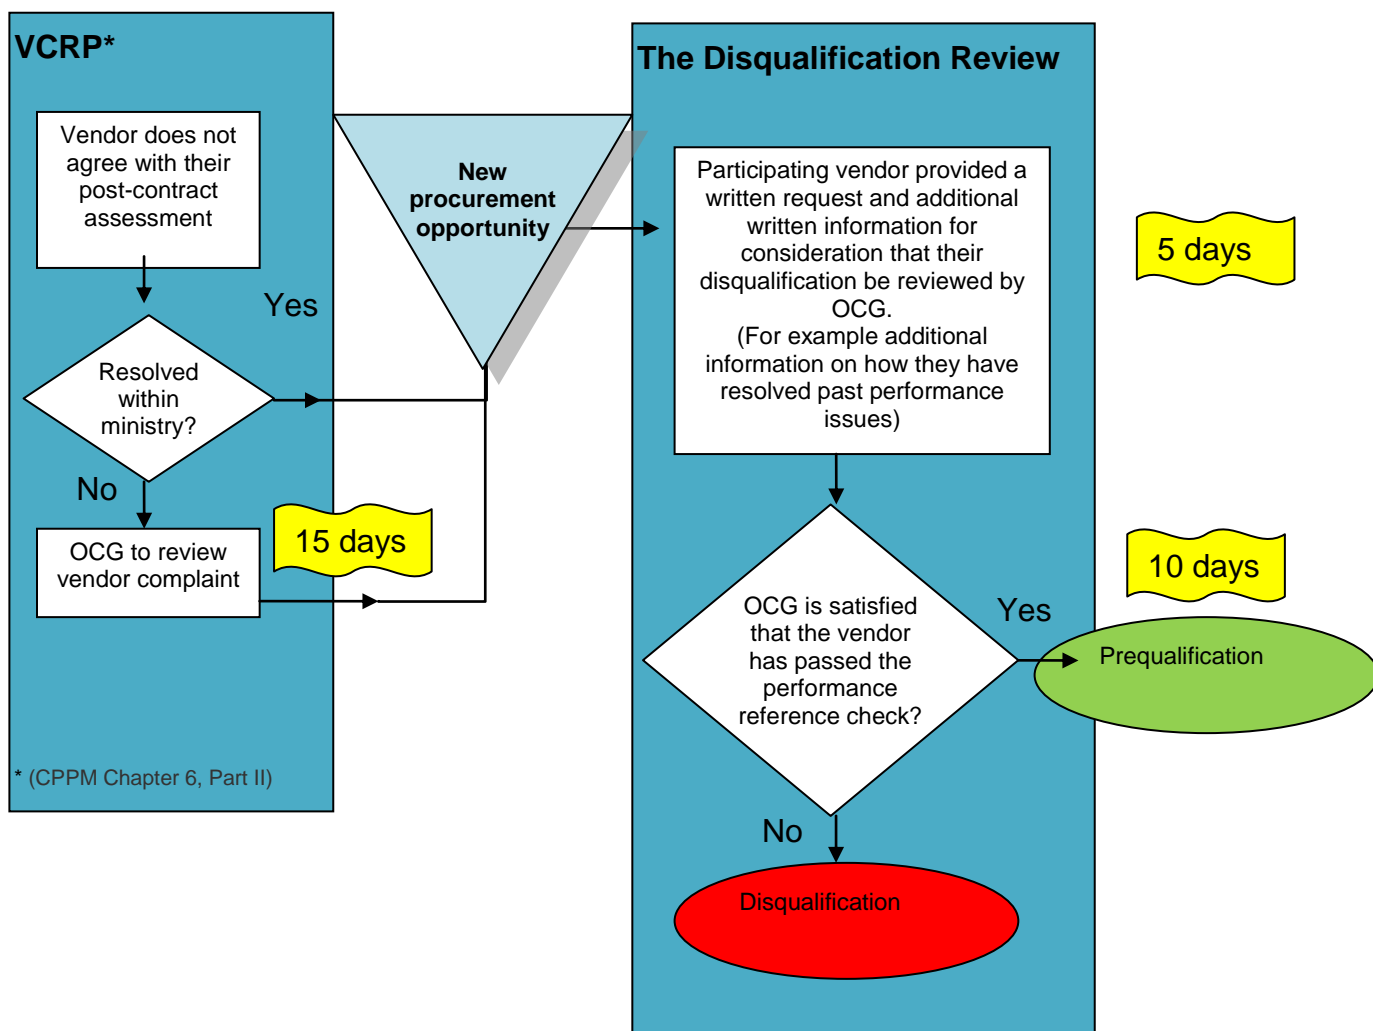 VCRP*
Vendor does not
agree with their
post-contract
assessment
Yes
Resolved
within
ministry?
No
OCG to review
vendor complaint
15 days
* (CPPM Chapter 6, Part II)
New
procurement
opportunity
The Disqualification Review
Participating vendor provided a
written request and additional
written information for
consideration that their
disqualification be reviewed by
OCG.
(For example additional
information on how they have
resolved past performance
issues)
5 days
OCG is satisfied
that the vendor
has passed the
performance
reference check?
Yes
10 days
Prequalification
No
Disqualification